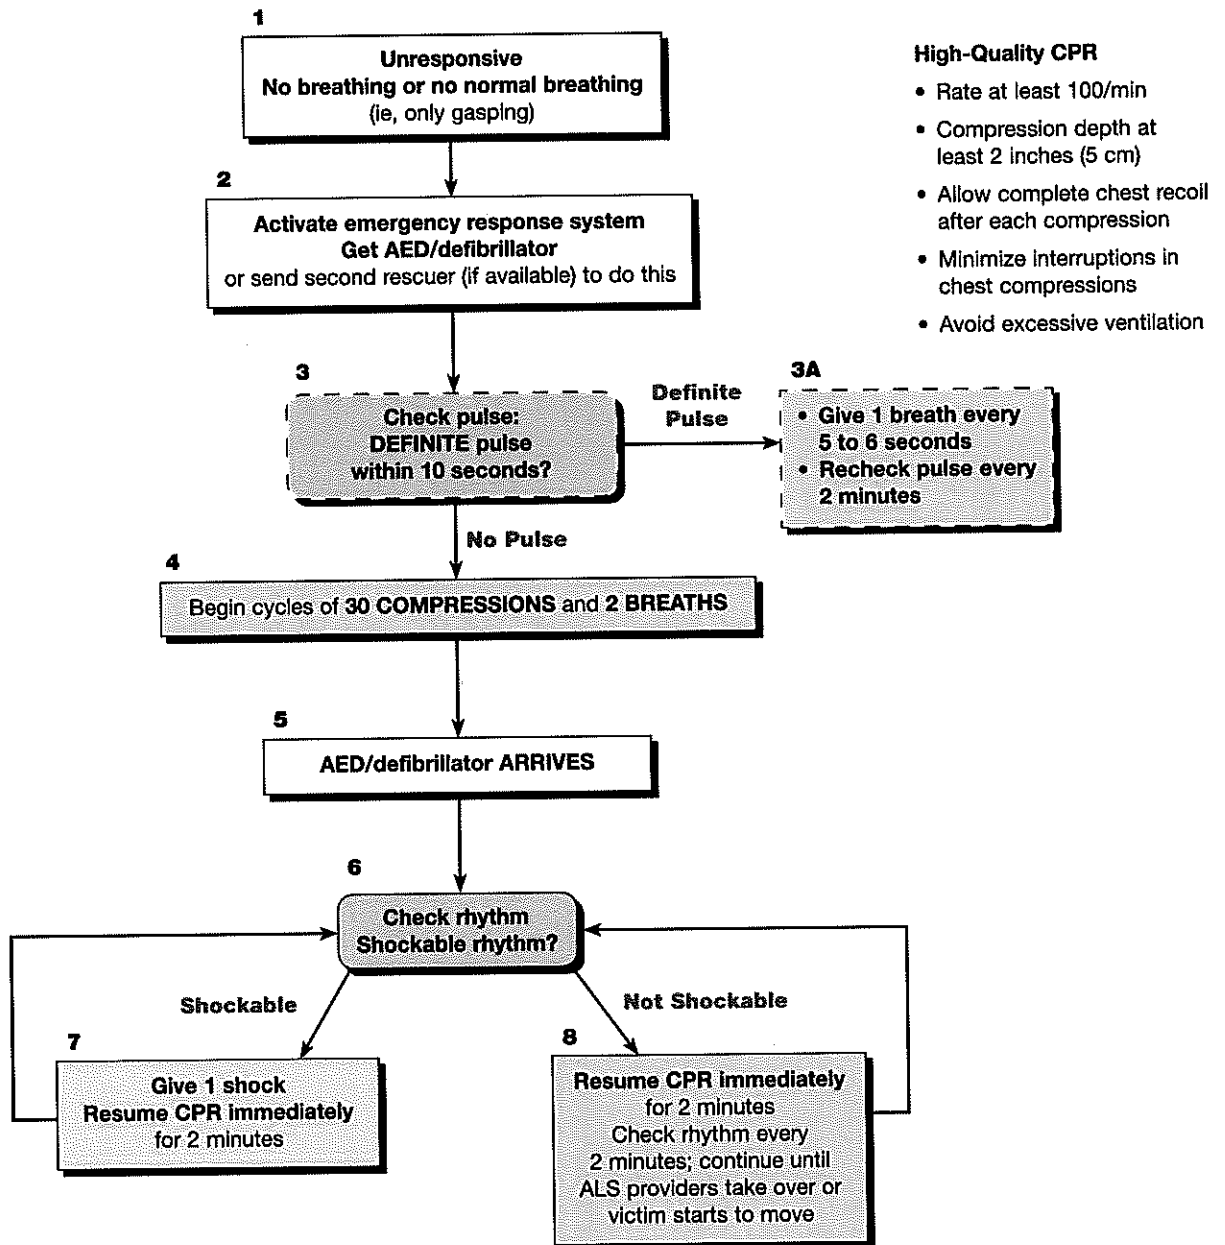 1
Unresponsive
No breathing or no normal breathing
(ie, only gasping)
High-Quality CPR
• Rate at least 100/min
• Compression depth at
least 2 inches (5 cm)
• Allow complete chest recoil
after each compression
• Minimize interruptions in
chest compressions
• Avoid excessive ventilation
2
Activate emergency response system
Get AED/defibrillator
or send second rescuer (if available) to do this
3
Check pulse:
DEFINITE pulse
within 10 seconds?
Definite
Pulse
3A
• Give 1 breath every
5 to 6 seconds
• Recheck pulse every
2 minutes
No Pulse
4
Begin cycles of 30 COMPRESSIONS and 2 BREATHS
5
AED/defibrillator ARRIVES
6
Check rhythm
Shockable rhythm?
Shockable
Not Shockable
7
Give 1 shock
Resume CPR immediately
for 2 minutes
8
Resume CPR immediately
for 2 minutes
Check rhythm every
2 minutes; continue until
ALS providers take over or
victim starts to move